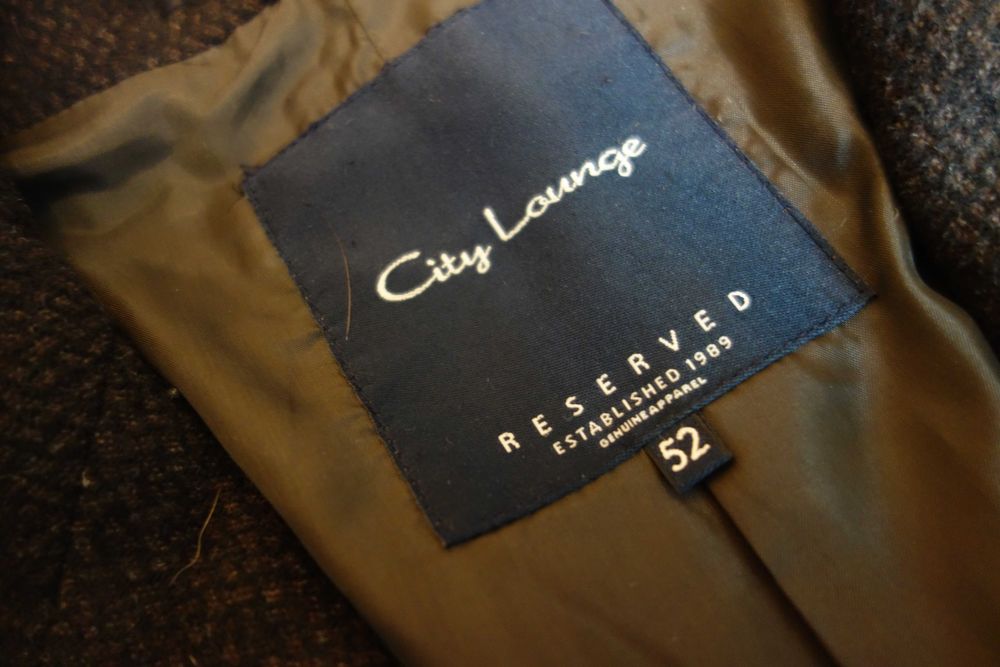 City Lounge
RESERVED
ESTABLISHED 1989
GENUINE APPAREL
52